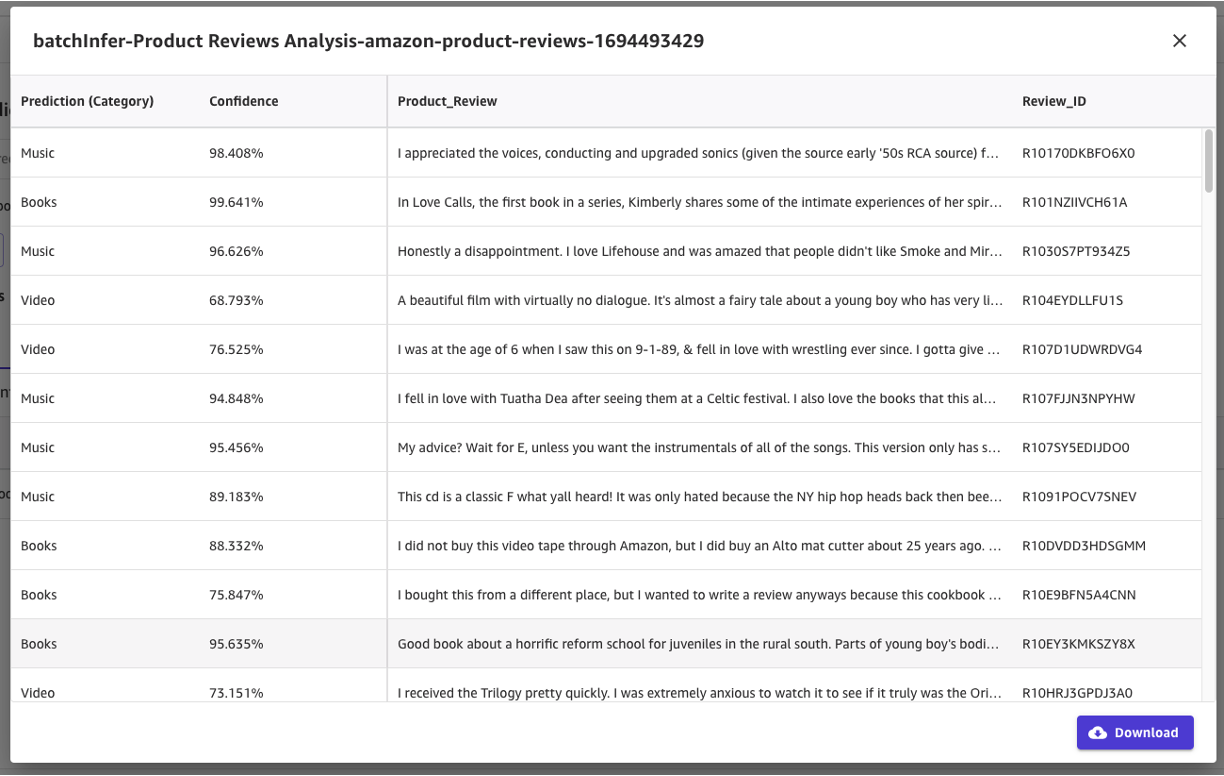 batchInfer-Product Reviews Analysis-amazon-product-reviews-1694493429
Prediction (Category) Confidence Product_Review Review_ID
Music 98.408% I appreciated the voices, conducting and upgraded sonics (given the source early '50s RCA source) f... R10170DKBFO6X0
Books 99.641% In Love Calls, the first book in a series, Kimberly shares some of the intimate experiences of her spir... R101NZIIVCH61A
Music 96.626% Honestly a disappointment. I love Lifehouse and was amazed that people didn't like Smoke and Mir... R1030S7PT934Z5
Video 68.793% A beautiful film with virtually no dialogue. It's almost a fairy tale about a young boy who has very li... R104EYDLLFU1S
Video 76.525% I was at the age of 6 when I saw this on 9-1-89, & fell in love with wrestling ever since. I gotta give ... R107D1UDWRDVG4
Music 94.848% I fell in love with Tuatha Dea after seeing them at a Celtic festival. I also love the books that this al... R107FJJN3NPYHW
Music 95.456% My advice? Wait for E, unless you want the instrumentals of all of the songs. This version only has s... R107SY5EDIJDO0
Music 89.183% This cd is a classic F what yall heard! It was only hated because the NY hip hop heads back then bee... R1091POCV7SNEV
Books 88.332% I did not buy this video tape through Amazon, but I did buy an Alto mat cutter about 25 years ago. ... R10DVDD3HDSGMM
Books 75.847% I bought this from a different place, but I wanted to write a review anyways because this cookbook ... R10E9BFN5A4CNN
Books 95.635% Good book about a horrific reform school for juveniles in the rural south. Parts of young boy's bodi... R10EY3KMKSZY8X
Video 73.151% I received the Trilogy pretty quickly. I was extremely anxious to watch it to see if it truly was the Ori... R10HRJ3GPDJ3A0
Download